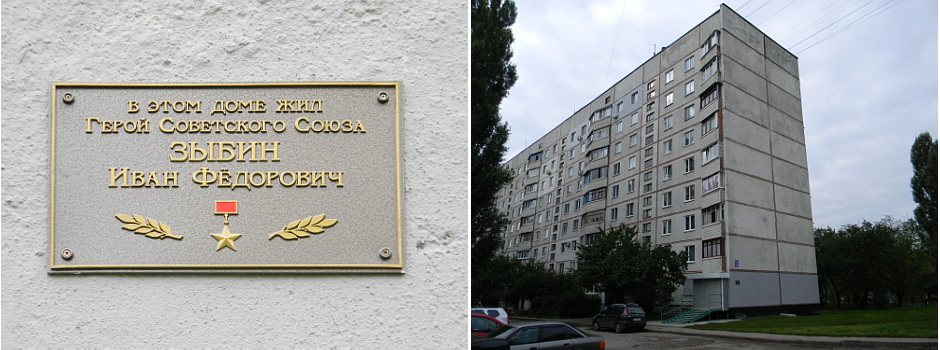 В ЭТОМ ДОМЕ ЖИЛ
ГЕРОЙ СОВЕТСКОГО СОЮЗА
ЗЫБИН
ИВАН ФЁДОРОВИЧ